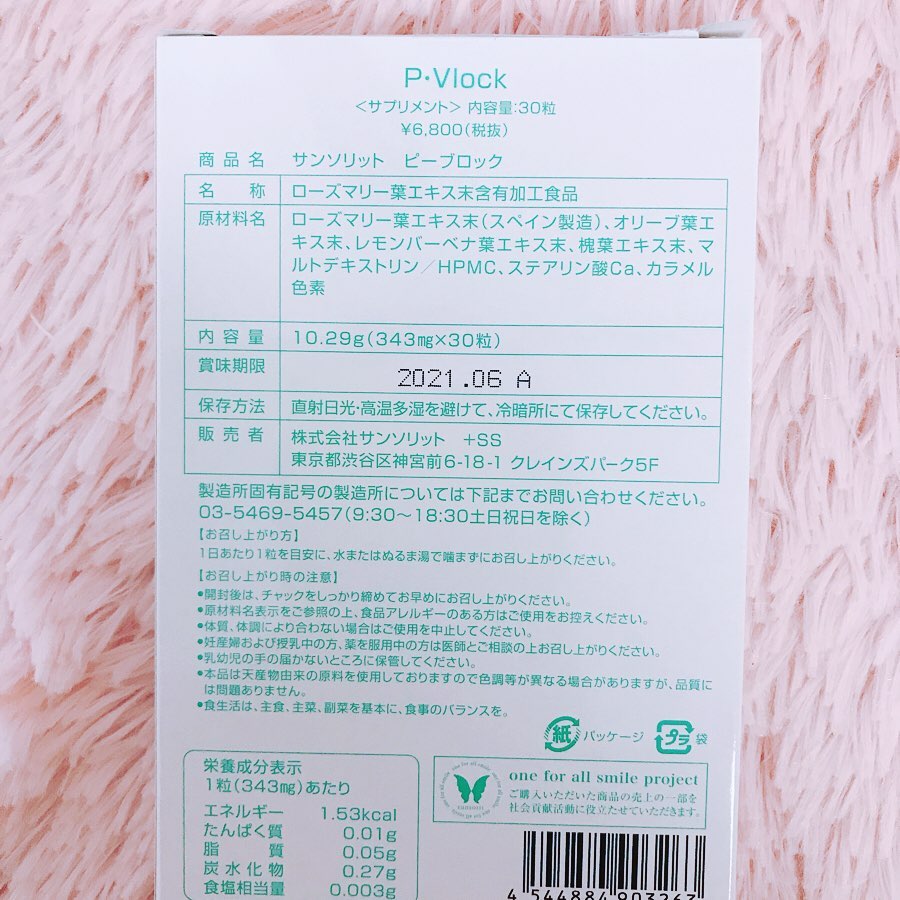 P・Vlock
＜サプリメント＞ 内容量:30粒
¥6,800(税抜)
商品名 サンソリット ピーブロック
名称 ローズマリー葉エキス末含有加工食品
原材料名 ローズマリー葉エキス末(スペイン製造)、オリーブ葉エ
キス末、レモンバーベナ葉エキス末、槐葉エキス末、マ
ルトデキストリン／HPMC、ステアリン酸Ca、カラメル
色素
内容量 10.29g(343㎎×30粒)
賞味期限 2021.06 A
保存方法 直射日光・高温多湿を避けて、冷暗所にて保存してください。
販売者 株式会社サンソリット +SS
東京都渋谷区神宮前6-18-1 クレインズパーク5F
製造所固有記号の製造所については下記までお問い合わせください。
03-5469-5457(9:30〜18:30土日祝日を除く)
【お召し上がり方】
1日あたり1粒を目安に、水またはぬるま湯で噛まずにお召し上がりください。
【お召し上がり時の注意】
●開封後は、チャックをしっかり締めてお早めにお召し上がりください。
●原材料名表示をご参照の上、食品アレルギーのある方はご使用をお控えください。
●体質、体調により合わない場合はご使用を中止してください。
●妊産婦および授乳中の方、薬を服用中の方は医師とご相談の上お召し上がりください。
●乳幼児の手の届かないところに保管してください。
●本品は天産物由来の原料を使用しておりますので色調等が異なる場合がありますが、品質に
は問題ありません。
●食生活は、主食、主菜、副菜を基本に、食事のバランスを。
紙 パッケージ プラ 袋
栄養成分表示
1粒(343㎎)あたり
エネルギー 1.53kcal
たんぱく質 0.01g
脂質 0.05g
炭水化物 0.27g
食塩相当量 0.003g
one for all smile project
ご購入いただいた商品の売上の一部を
社会貢献活動に役立たせていただきます。
4 544884 903263